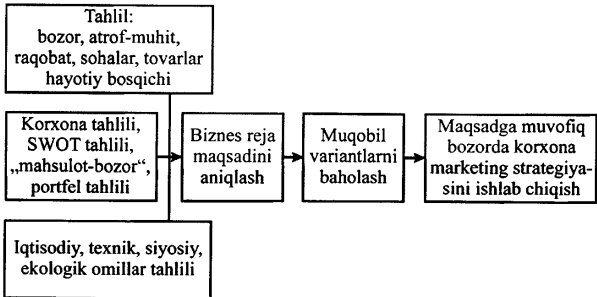 Tahlil:
bozor, atrof-muhit,
raqobat, sohalar, tovarlar
hayotiy bosqichi
Korxona tahlili,
SWOT tahlili,
„mahsulot-bozor“,
portfel tahlili
Iqtisodiy, texnik, siyosiy,
ekologik omillar tahlili
Biznes reja
maqsadini
aniqlash
Muqobil
variantlarni
baholash
Maqsadga muvofiq
bozorda korxona
marketing strategiya-
sini ishlab chiqish